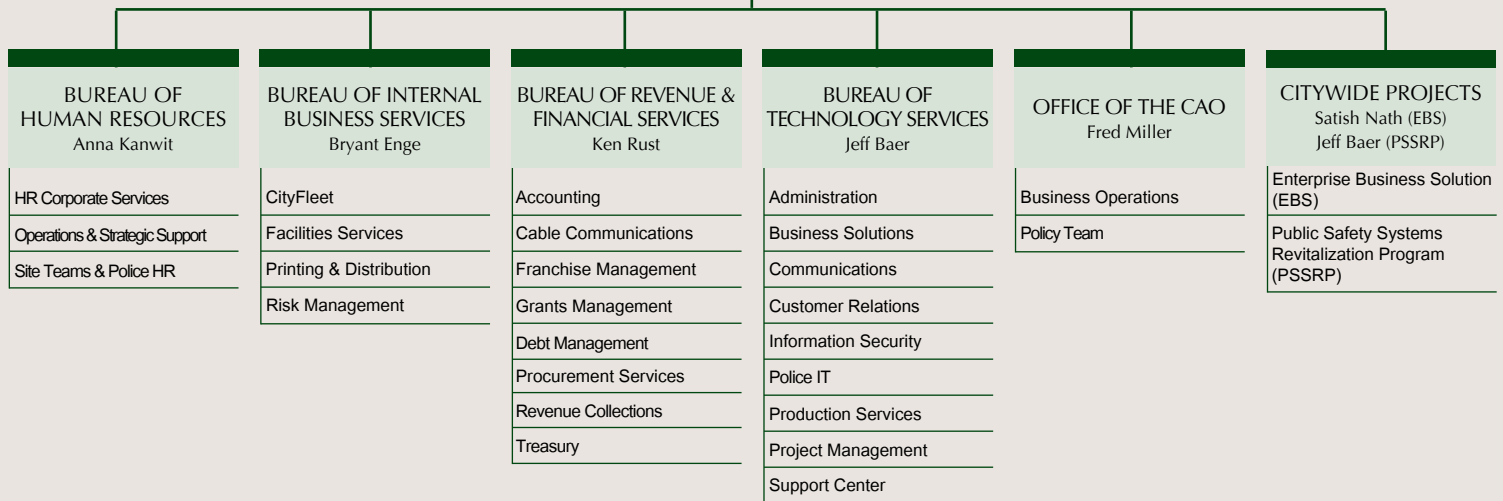 BUREAU OF
HUMAN RESOURCES
Anna Kanwit
HR Corporate Services
Operations & Strategic Support
Site Teams & Police HR
BUREAU OF INTERNAL
BUSINESS SERVICES
Bryant Enge
CityFleet
Facilities Services
Printing & Distribution
Risk Management
BUREAU OF REVENUE &
FINANCIAL SERVICES
Ken Rust
Accounting
Cable Communications
Franchise Management
Grants Management
Debt Management
Procurement Services
Revenue Collections
Treasury
BUREAU OF
TECHNOLOGY SERVICES
Jeff Baer
Administration
Business Solutions
Communications
Customer Relations
Information Security
Police IT
Production Services
Project Management
Support Center
OFFICE OF THE CAO
Fred Miller
Business Operations
Policy Team
CITYWIDE PROJECTS
Satish Nath (EBS)
Jeff Baer (PSSRP)
Enterprise Business Solution
(EBS)
Public Safety Systems
Revitalization Program
(PSSRP)